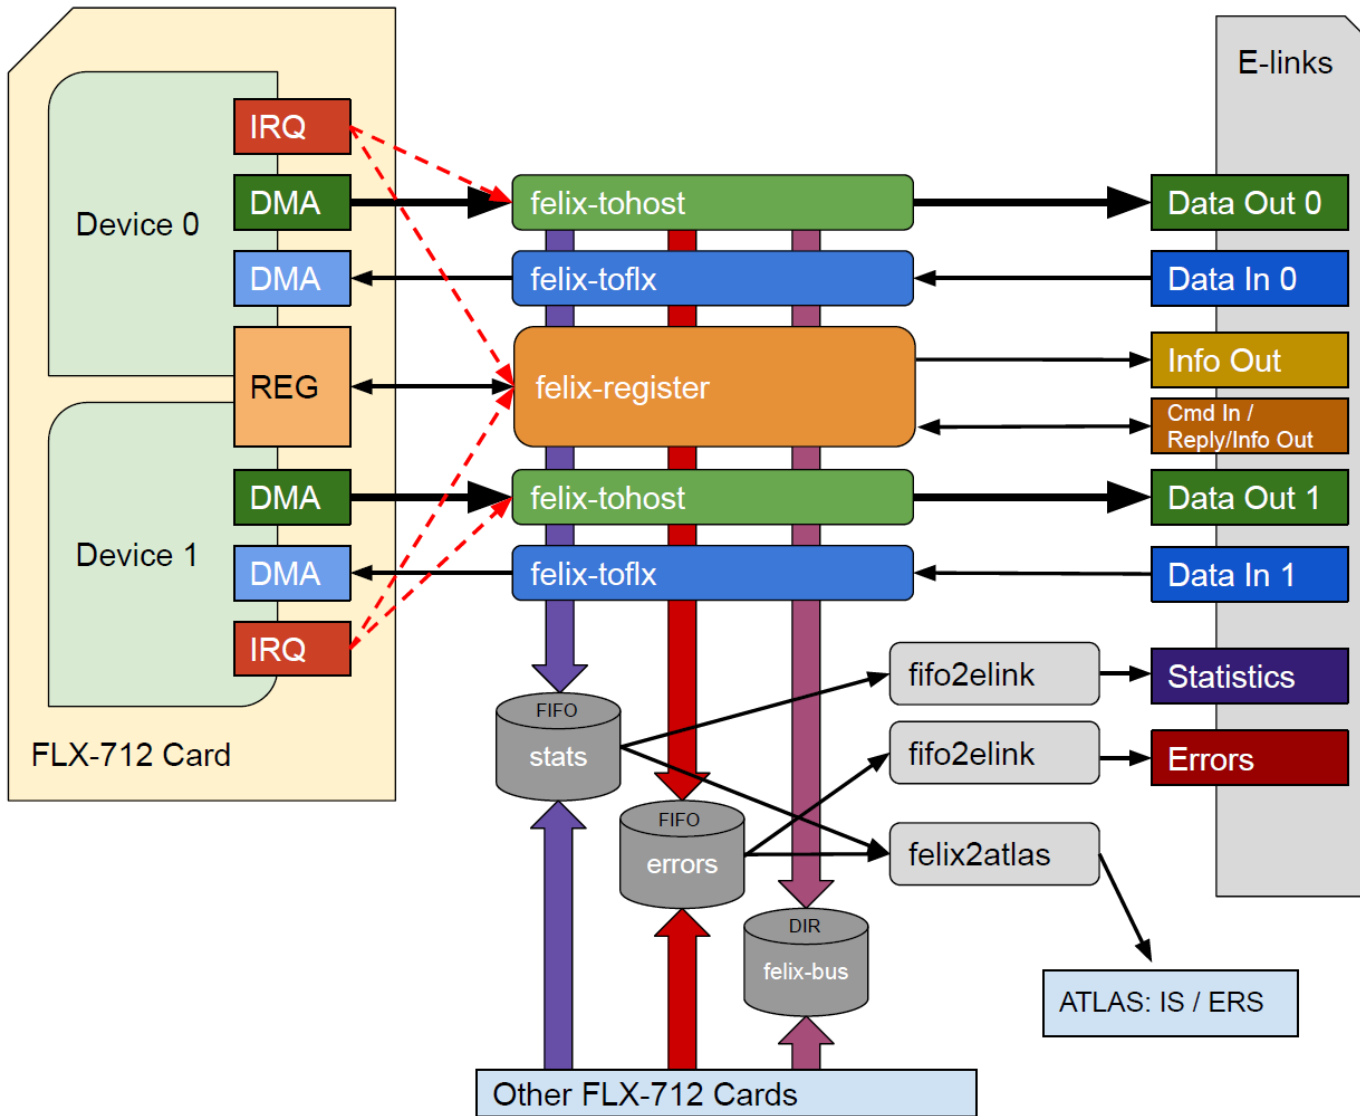 E-links
IRQ
DMA
felix-tohost
Data Out 0
Device 0
DMA
felix-toflx
Data In 0
REG
felix-register
Info Out
Cmd In /
Reply/Info Out
DMA
felix-tohost
Data Out 1
Device 1
DMA
felix-toflx
Data In 1
IRQ
fifo2elink
Statistics
FIFO
stats
FLX-712 Card
fifo2elink
Errors
FIFO
errors
felix2atlas
DIR
felix-bus
ATLAS: IS / ERS
Other FLX-712 Cards